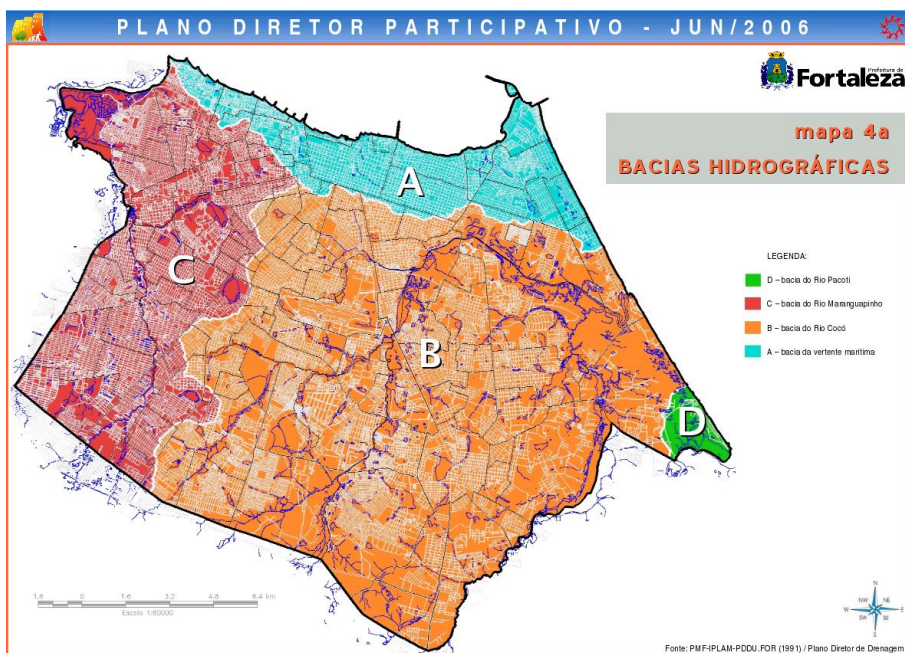 PLANO DIRETOR PARTICIPATIVO - JUN/2006
Prefeitura de
Fortaleza
mapa 4a
BACIAS HIDROGRÁFICAS
A
C
B
D
LEGENDA:
D – bacia do Rio Pacoti
C – bacia do Rio Maranguapinho
B – bacia do Rio Cocó
A – bacia da vertente marítima
1.6 0 1.6 3.2 4.8 6.4 km
Escala 1:80000
N
NW NE
W E
SW SE
S
Fonte: PMF-IPLAM-PDDU.FOR (1991) / Plano Diretor de Drenagem